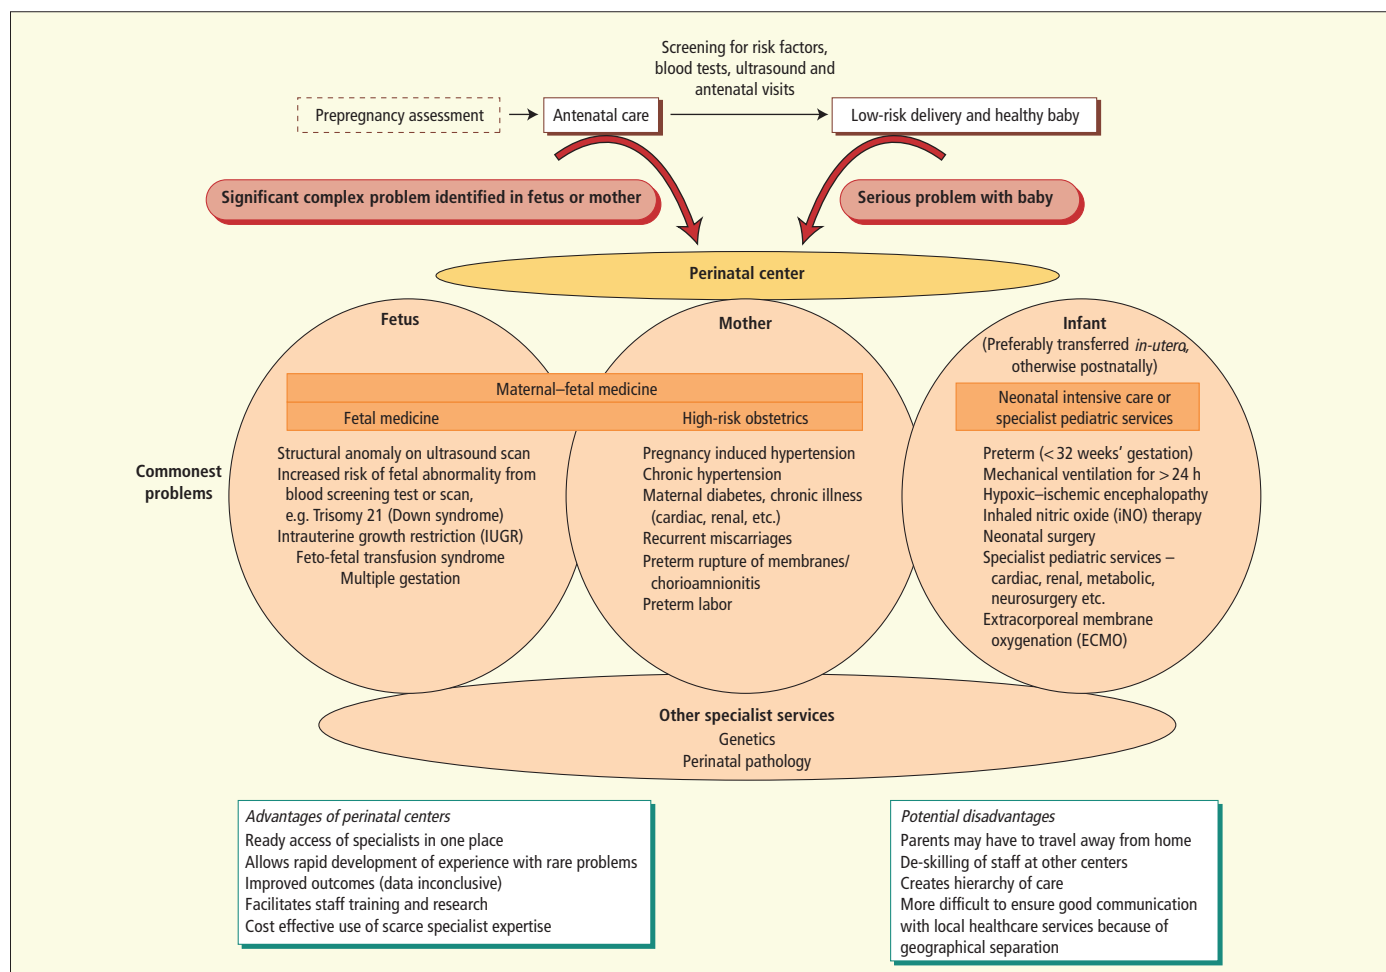 Screening for risk factors,
blood tests, ultrasound and
antenatal visits
Prepregnancy assessment
Antenatal care
Low-risk delivery and healthy baby
Significant complex problem identified in fetus or mother
Serious problem with baby
Perinatal center
Fetus
Mother
Infant
(Preferably transferred in-utero,
otherwise postnatally)
Maternal–fetal medicine
Fetal medicine
High-risk obstetrics
Neonatal intensive care or
specialist pediatric services
Commonest
problems
Structural anomaly on ultrasound scan
Increased risk of fetal abnormality from
blood screening test or scan,
e.g. Trisomy 21 (Down syndrome)
Intrauterine growth restriction (IUGR)
Feto-fetal transfusion syndrome
Multiple gestation
Pregnancy induced hypertension
Chronic hypertension
Maternal diabetes, chronic illness
(cardiac, renal, etc.)
Recurrent miscarriages
Preterm rupture of membranes/
chorioamnionitis
Preterm labor
Preterm (< 32 weeks' gestation)
Mechanical ventilation for > 24 h
Hypoxic–ischemic encephalopathy
Inhaled nitric oxide (iNO) therapy
Neonatal surgery
Specialist pediatric services –
cardiac, renal, metabolic,
neurosurgery etc.
Extracorporeal membrane
oxygenation (ECMO)
Other specialist services
Genetics
Perinatal pathology
Advantages of perinatal centers
Ready access of specialists in one place
Allows rapid development of experience with rare problems
Improved outcomes (data inconclusive)
Facilitates staff training and research
Cost effective use of scarce specialist expertise
Potential disadvantages
Parents may have to travel away from home
De-skilling of staff at other centers
Creates hierarchy of care
More difficult to ensure good communication
with local healthcare services because of
geographical separation